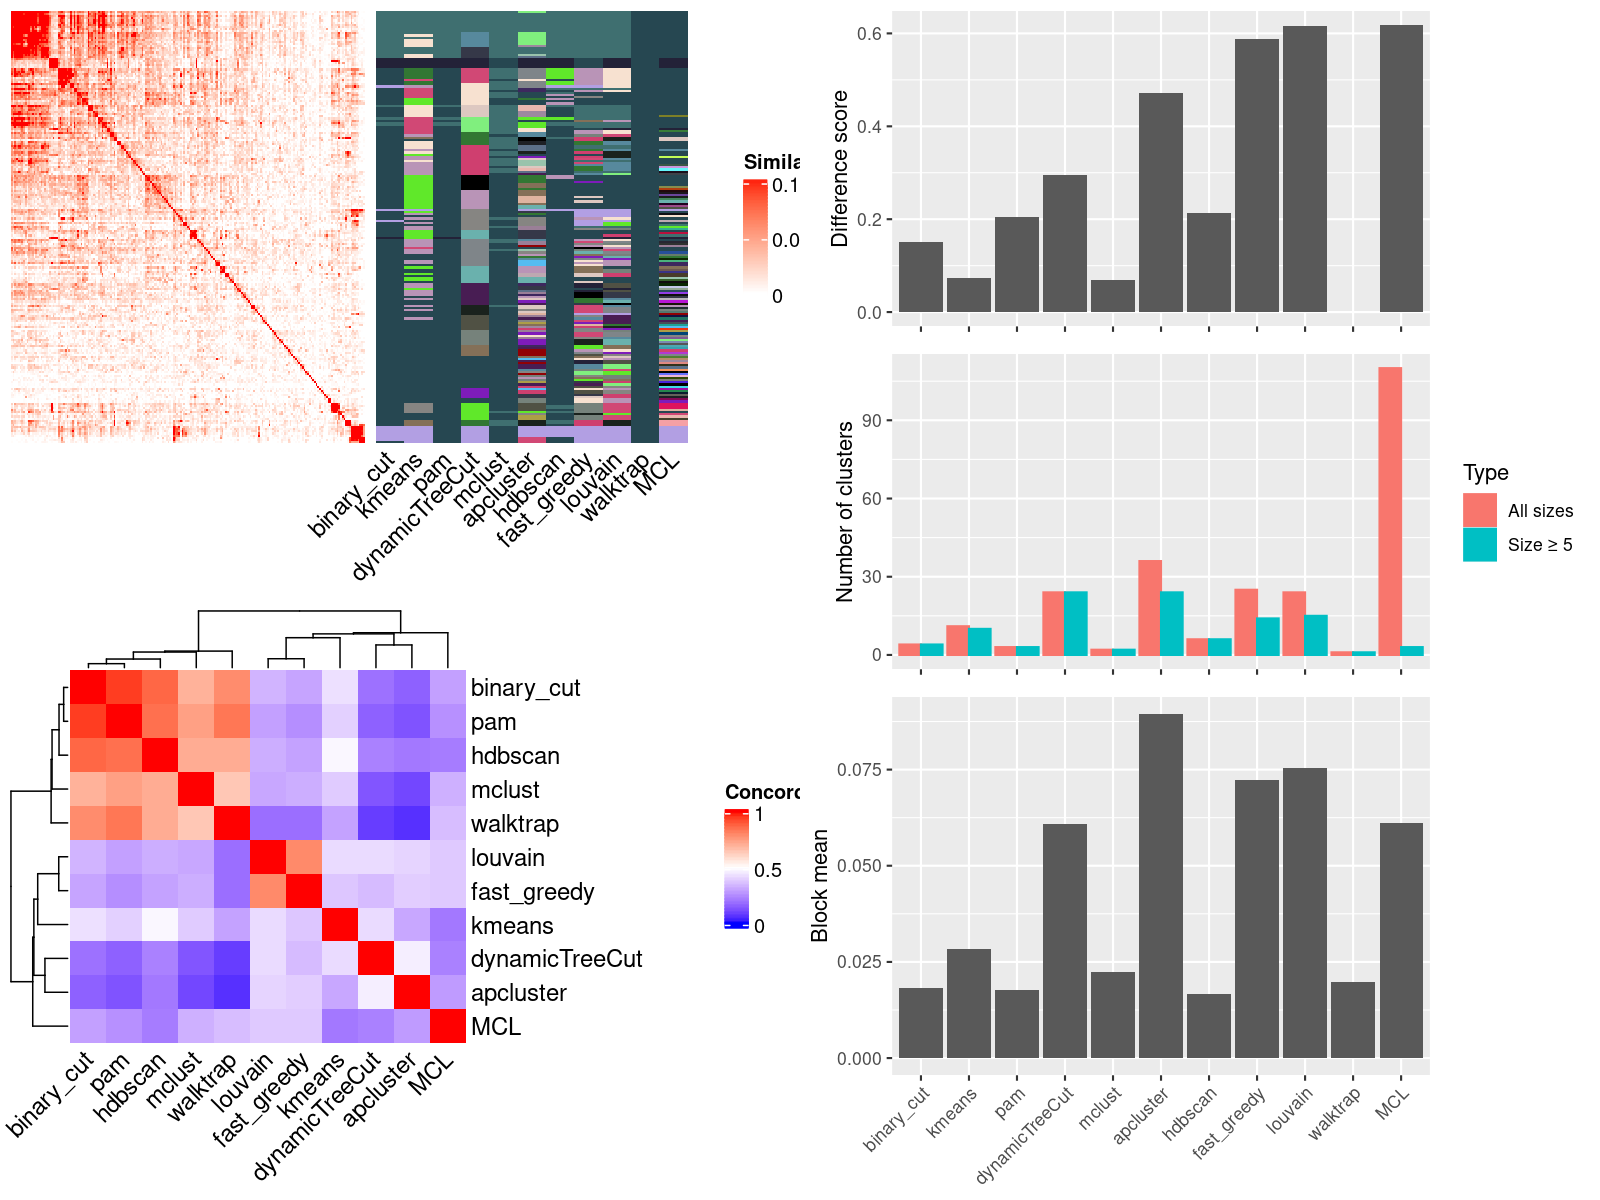 Simila
0.1
0.0
0
binary_cut
kmeans
pam
dynamicTreeCut
mclust
apcluster
hdbscan
fast_greedy
louvain
walktrap
MCL
binary_cut
pam
hdbscan
mclust
walktrap
louvain
fast_greedy
kmeans
dynamicTreeCut
apcluster
MCL
Concord
1
0.5
0
binary_cut
pam
hdbscan
mclust
walktrap
louvain
fast_greedy
kmeans
dynamicTreeCut
apcluster
MCL
Difference score
0.6
0.4
0.2
0.0
Number of clusters
90
60
30
0
Type
All sizes
Size ≥ 5
Block mean
0.075
0.050
0.025
0.000
binary_cut
kmeans
pam
dynamicTreeCut
mclust
apcluster
hdbscan
fast_greedy
louvain
walktrap
MCL